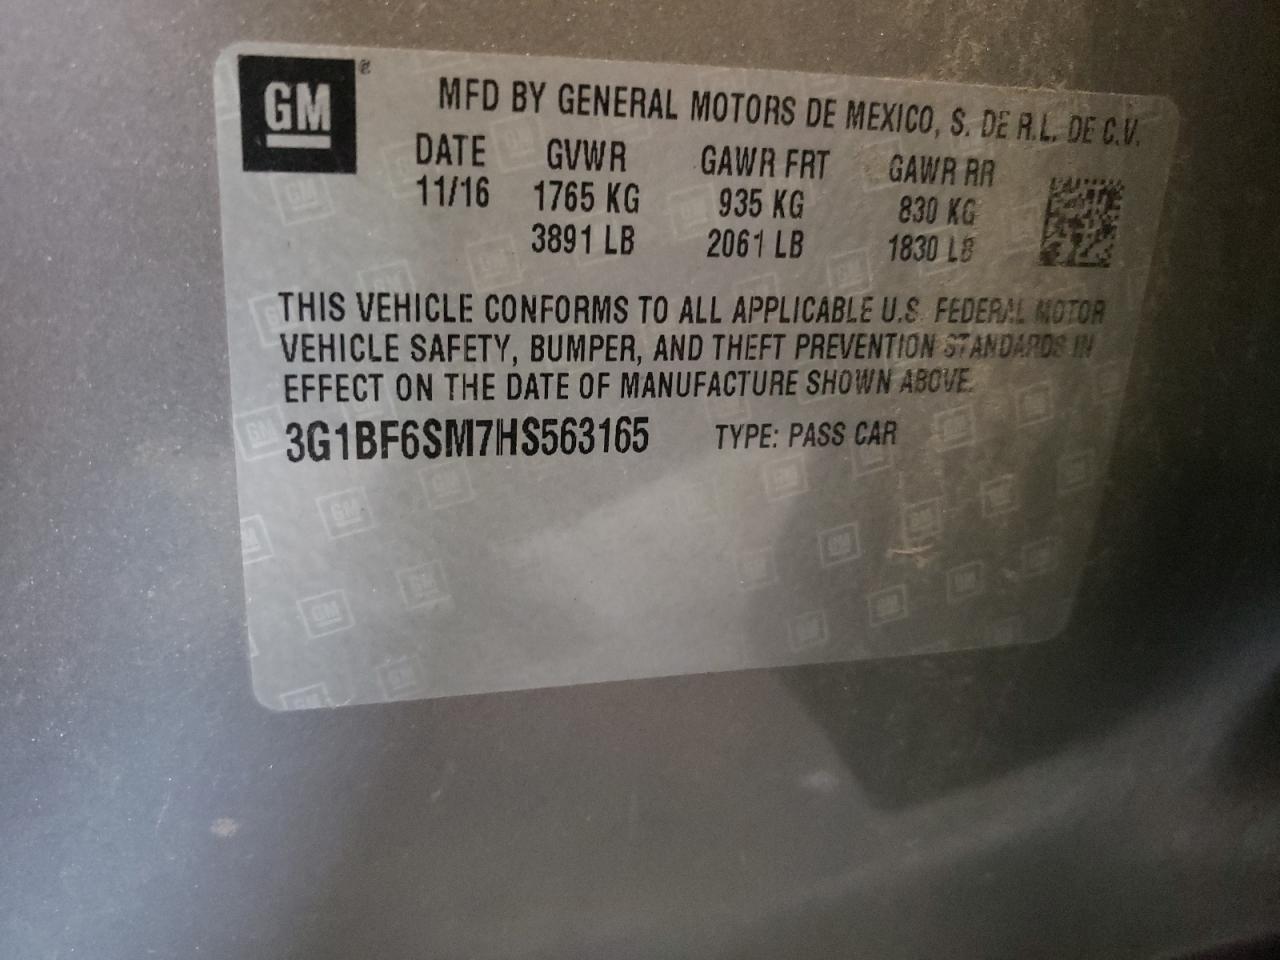 GM®
MFD BY GENERAL MOTORS DE MEXICO, S. DE R.L. DE C.V.
DATE GVWR GAWR FRT GAWR RR
11/16 1765 KG 935 KG 830 KG
3891 LB 2061 LB 1830 LB
THIS VEHICLE CONFORMS TO ALL APPLICABLE U.S. FEDERAL MOTOR
VEHICLE SAFETY, BUMPER, AND THEFT PREVENTION STANDARDS IN
EFFECT ON THE DATE OF MANUFACTURE SHOWN ABOVE.
3G1BF6SM7HS563165 TYPE: PASS CAR